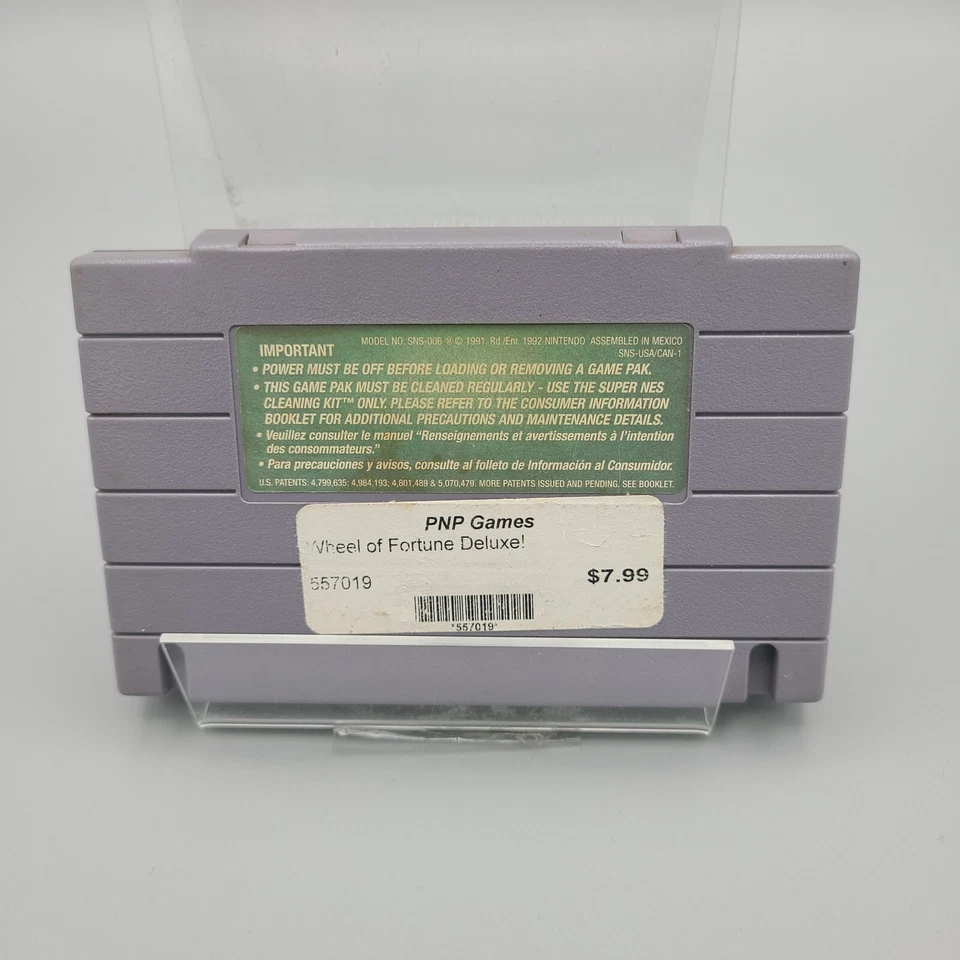 IMPORTANT
MODEL NO. SNS-006 ® © 1991. Rd./Enr. 1992 NINTENDO ASSEMBLED IN MEXICO
SNS-USA/CAN-1
• POWER MUST BE OFF BEFORE LOADING OR REMOVING A GAME PAK.
• THIS GAME PAK MUST BE CLEANED REGULARLY - USE THE SUPER NES
CLEANING KIT™ ONLY. PLEASE REFER TO THE CONSUMER INFORMATION
BOOKLET FOR ADDITIONAL PRECAUTIONS AND MAINTENANCE DETAILS.
• Veuillez consulter le manuel "Renseignements et avertissements à l'intention
des consommateurs."
• Para precauciones y avisos, consulte al folleto de Información al Consumidor.
U.S. PATENTS: 4,799,635; 4,984,193; 4,801,489 & 5,070,479. MORE PATENTS ISSUED AND PENDING. SEE BOOKLET.
PNP Games
Wheel of Fortune Deluxe!
557019
$7.99
*557019*